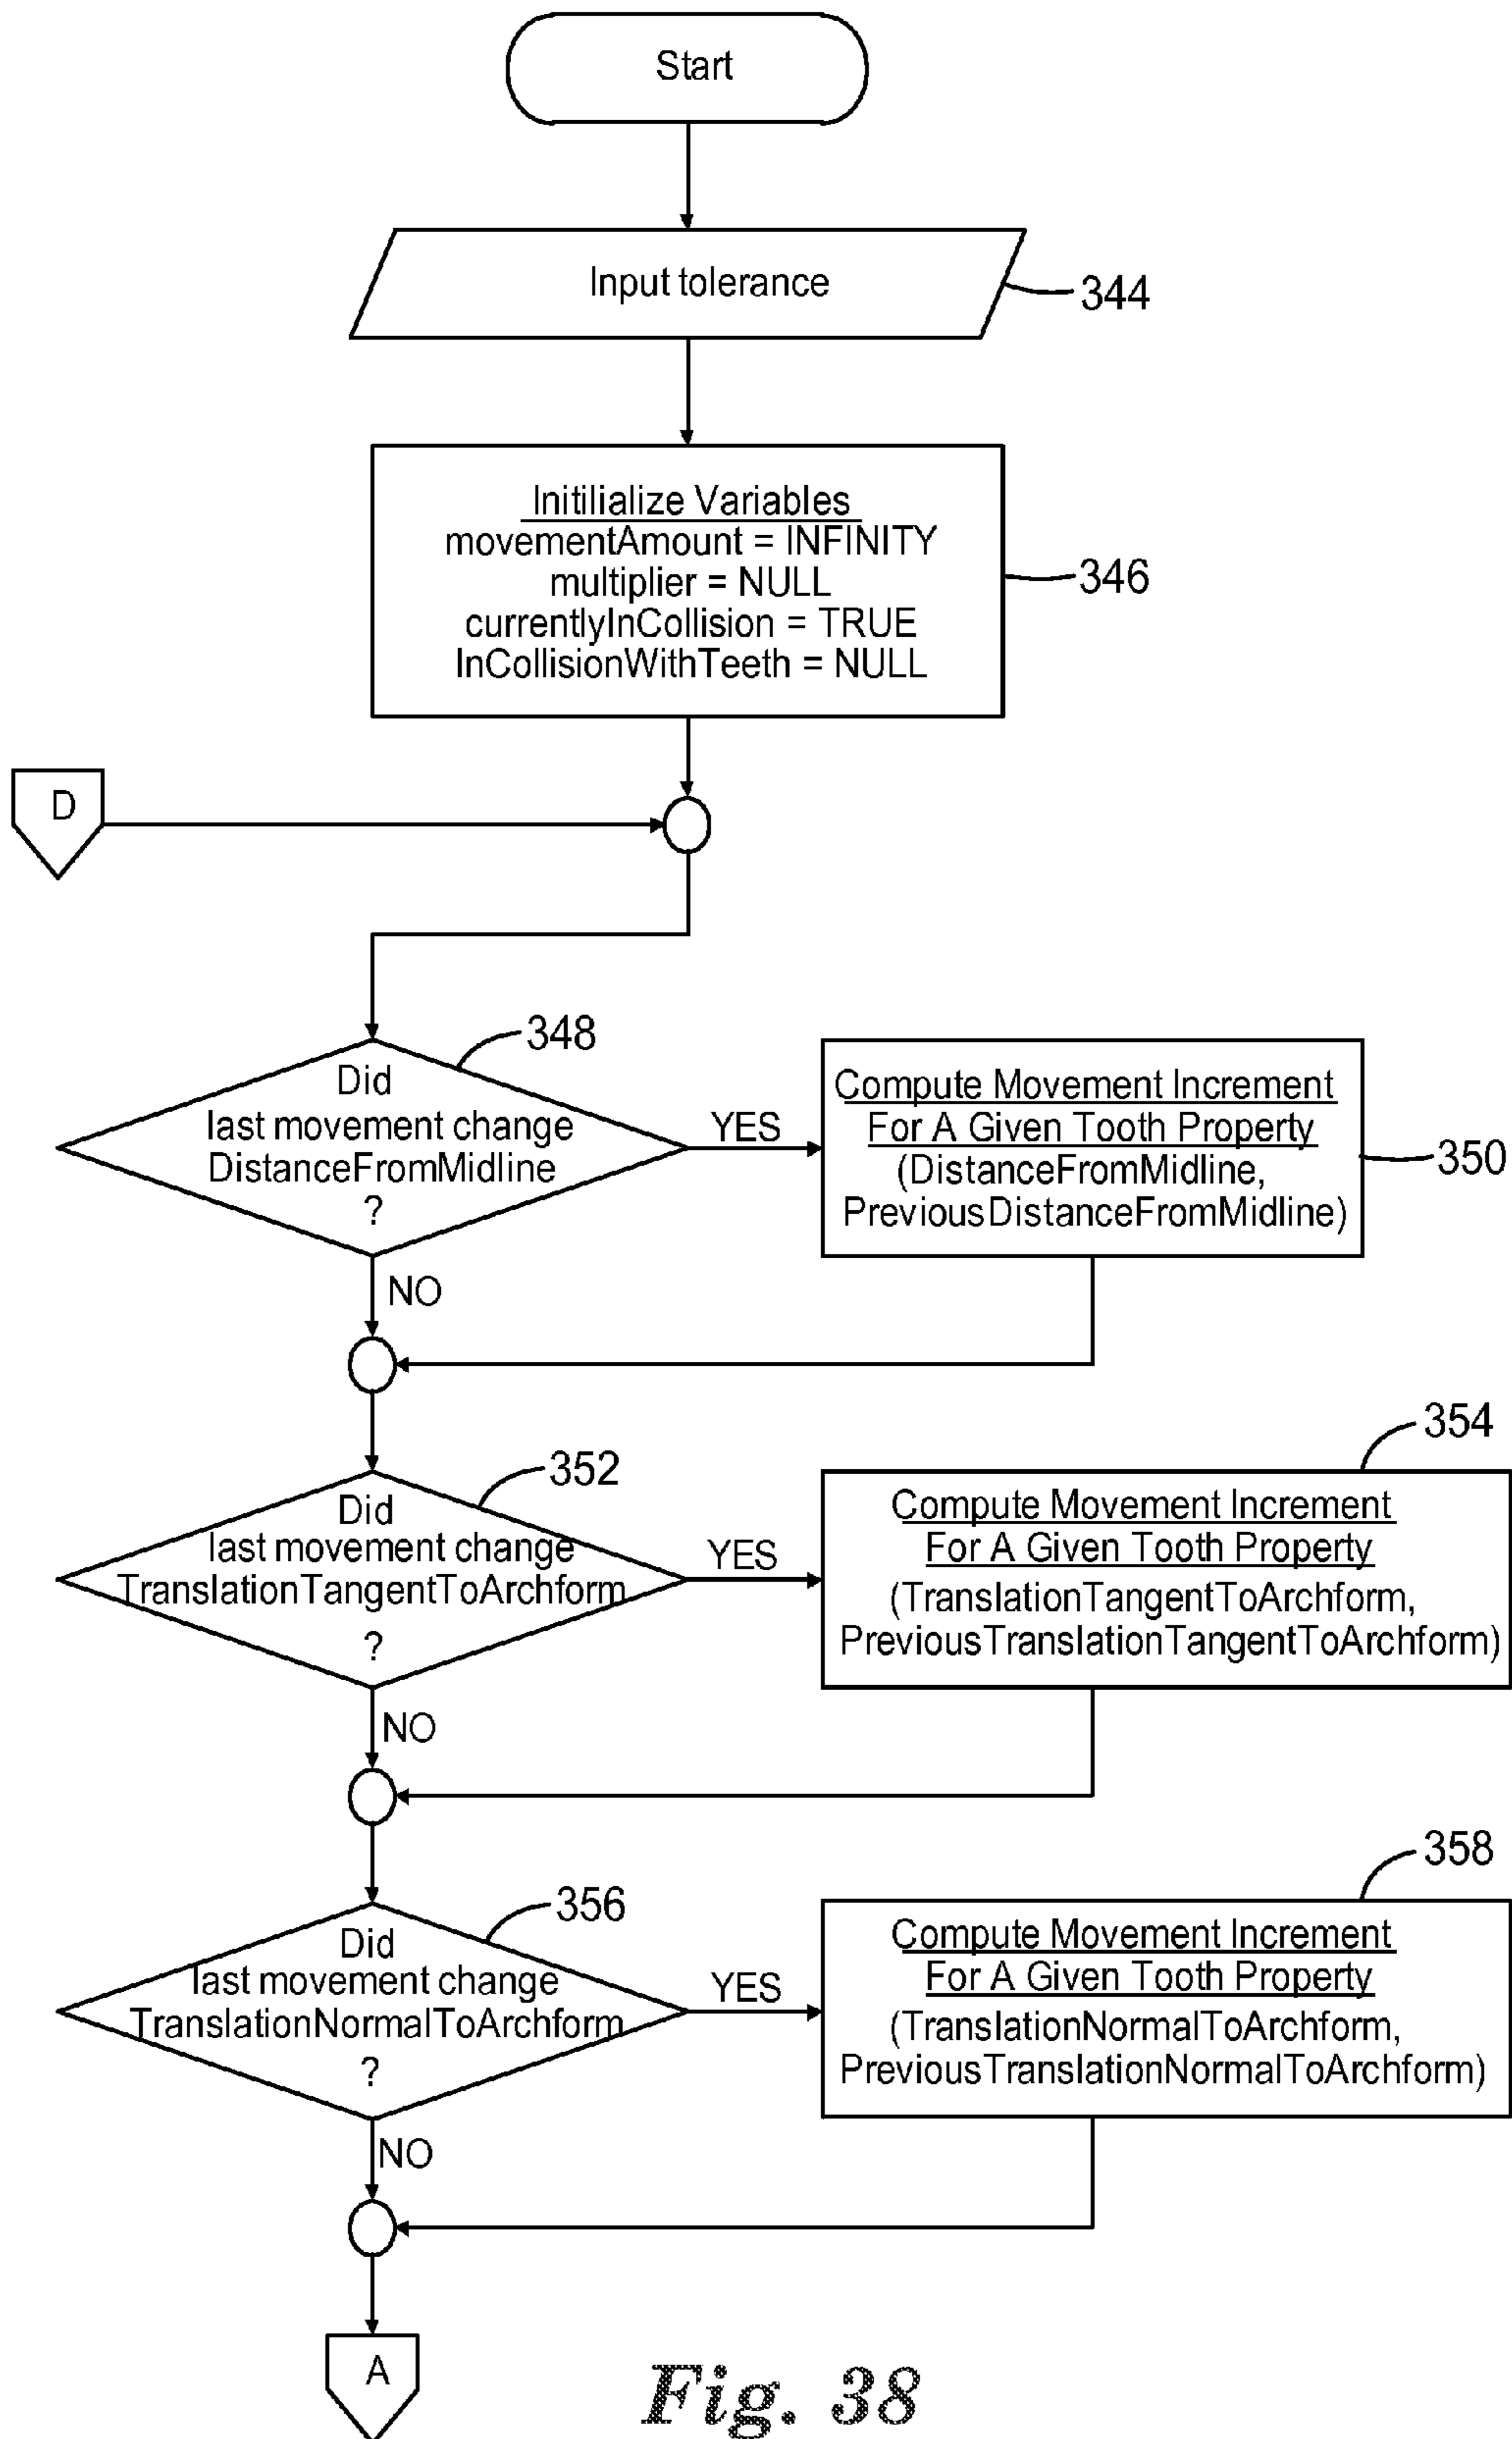 Start
Input tolerance
344
Initilialize Variables
movementAmount = INFINITY
multiplier = NULL
currentlyInCollision = TRUE
InCollisionWithTeeth = NULL
346
D
348
Did
last movement change
DistanceFromMidline
?
YES
Compute Movement Increment
For A Given Tooth Property
(DistanceFromMidline,
PreviousDistanceFromMidline)
350
NO
352
Did
last movement change
TranslationTangentToArchform
?
YES
354
Compute Movement Increment
For A Given Tooth Property
(TranslationTangentToArchform,
PreviousTranslationTangentToArchform)
NO
356
Did
last movement change
TranslationNormalToArchform
?
YES
358
Compute Movement Increment
For A Given Tooth Property
(TranslationNormalToArchform,
PreviousTranslationNormalToArchform)
NO
A
Fig. 38